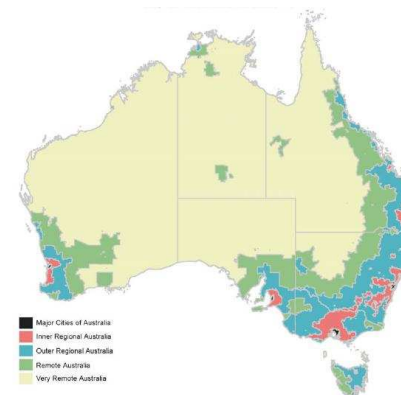 Major Cities of Australia
Inner Regional Australia
Outer Regional Australia
Remote Australia
Very Remote Australia